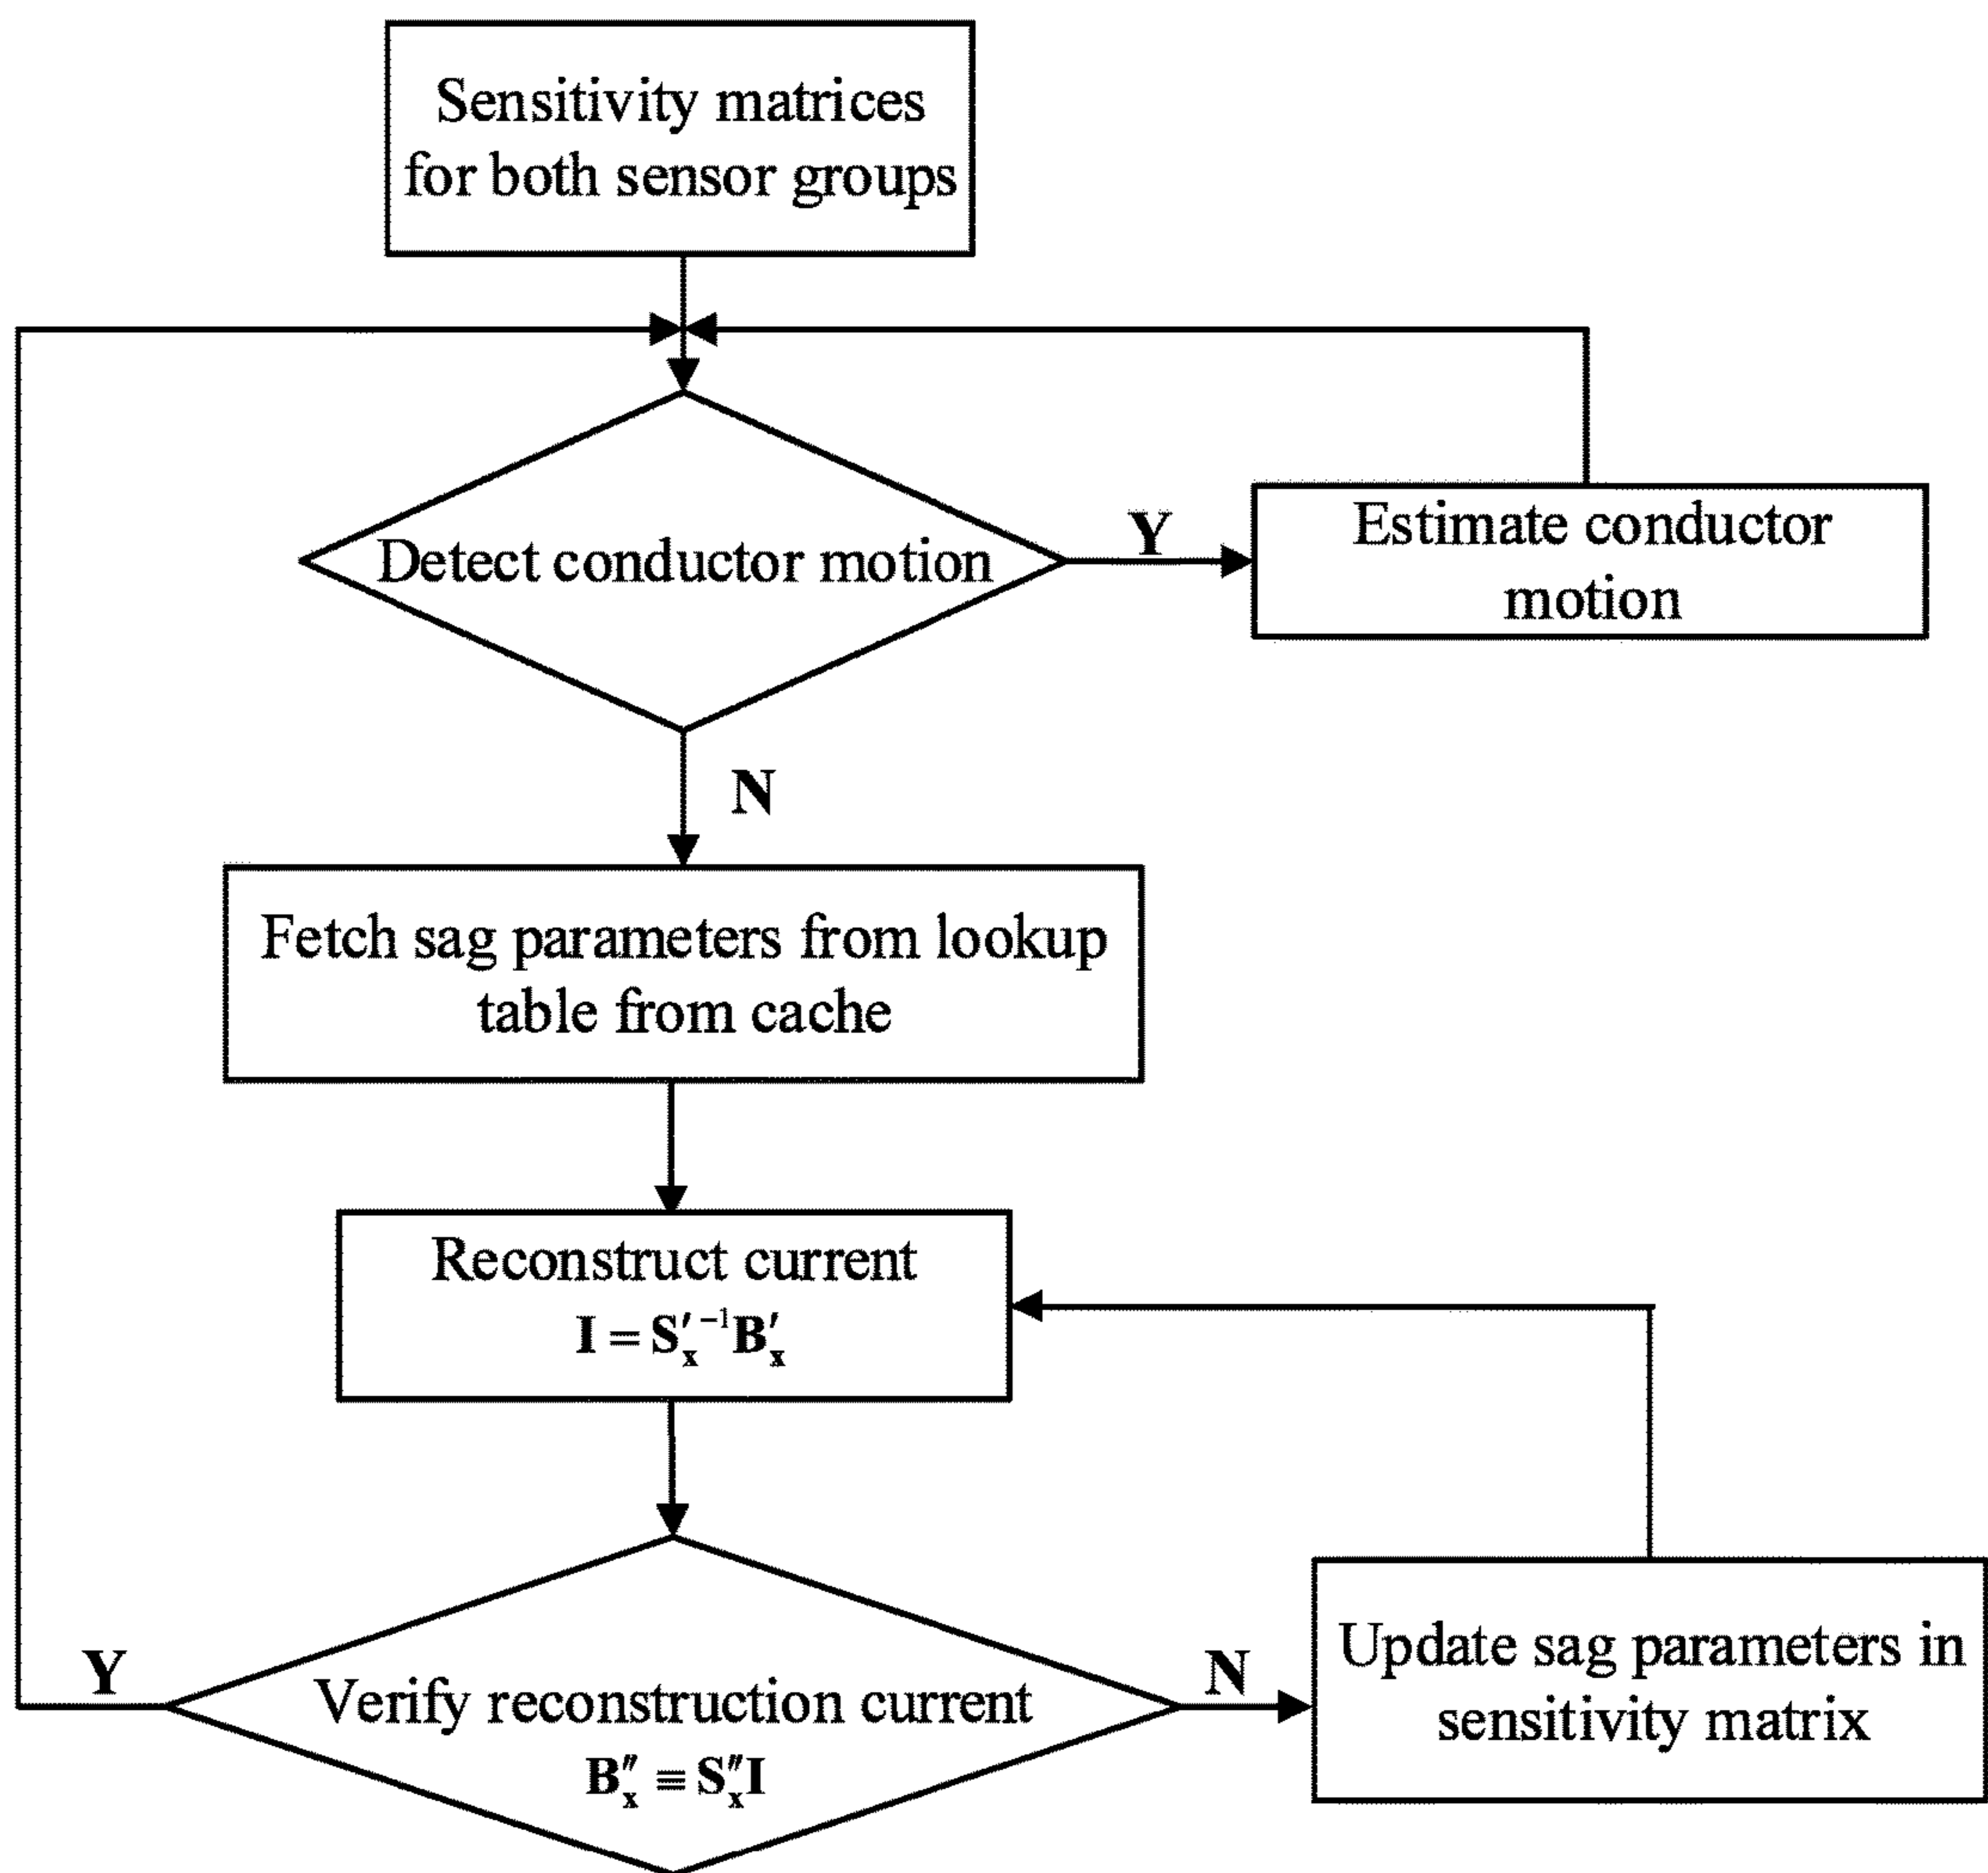 Sensitivity matrices
for both sensor groups
Detect conductor motion
Y
Estimate conductor
motion
N
Fetch sag parameters from lookup
table from cache
Reconstruct current
I = S′ₓ⁻¹B′ₓ
Y
Verify reconstruction current
B″ₓ ≡ S″ₓI
N
Update sag parameters in
sensitivity matrix